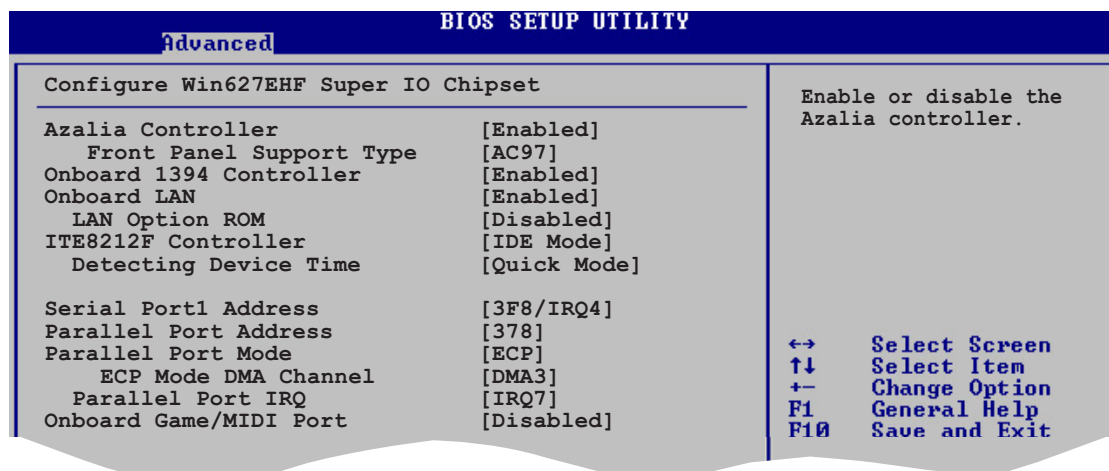 BIOS SETUP UTILITY
Advanced
Configure Win627EHF Super IO Chipset
Azalia Controller [Enabled]
Front Panel Support Type [AC97]
Onboard 1394 Controller [Enabled]
Onboard LAN [Enabled]
LAN Option ROM [Disabled]
ITE8212F Controller [IDE Mode]
Detecting Device Time [Quick Mode]
Serial Port1 Address [3F8/IRQ4]
Parallel Port Address [378]
Parallel Port Mode [ECP]
ECP Mode DMA Channel [DMA3]
Parallel Port IRQ [IRQ7]
Onboard Game/MIDI Port [Disabled]
Enable or disable the
Azalia controller.
←→ Select Screen
↑↓ Select Item
+- Change Option
F1 General Help
F10 Save and Exit